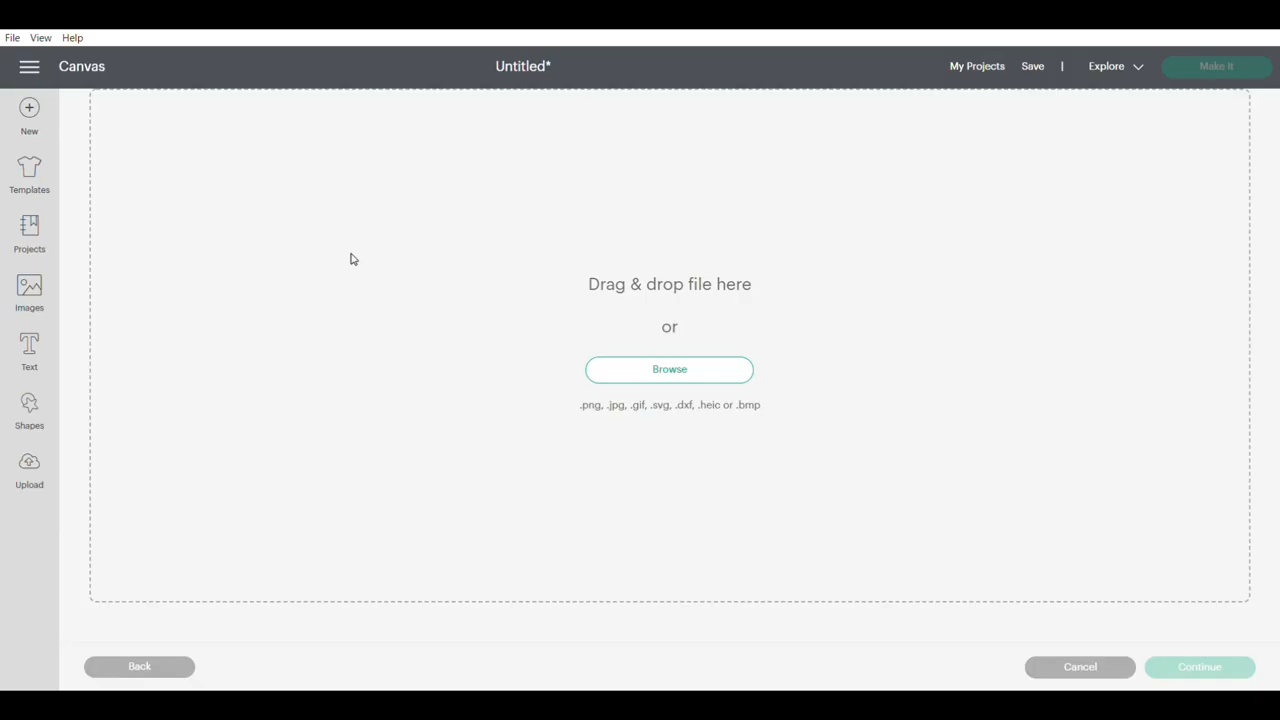 File View Help
Canvas Untitled* My Projects Save | Explore Make It
New
Templates
Projects
Images
Text
Shapes
Upload
Drag & drop file here
or
Browse
.png, .jpg, .gif, .svg, .dxf, .heic or .bmp
Back Cancel Continue